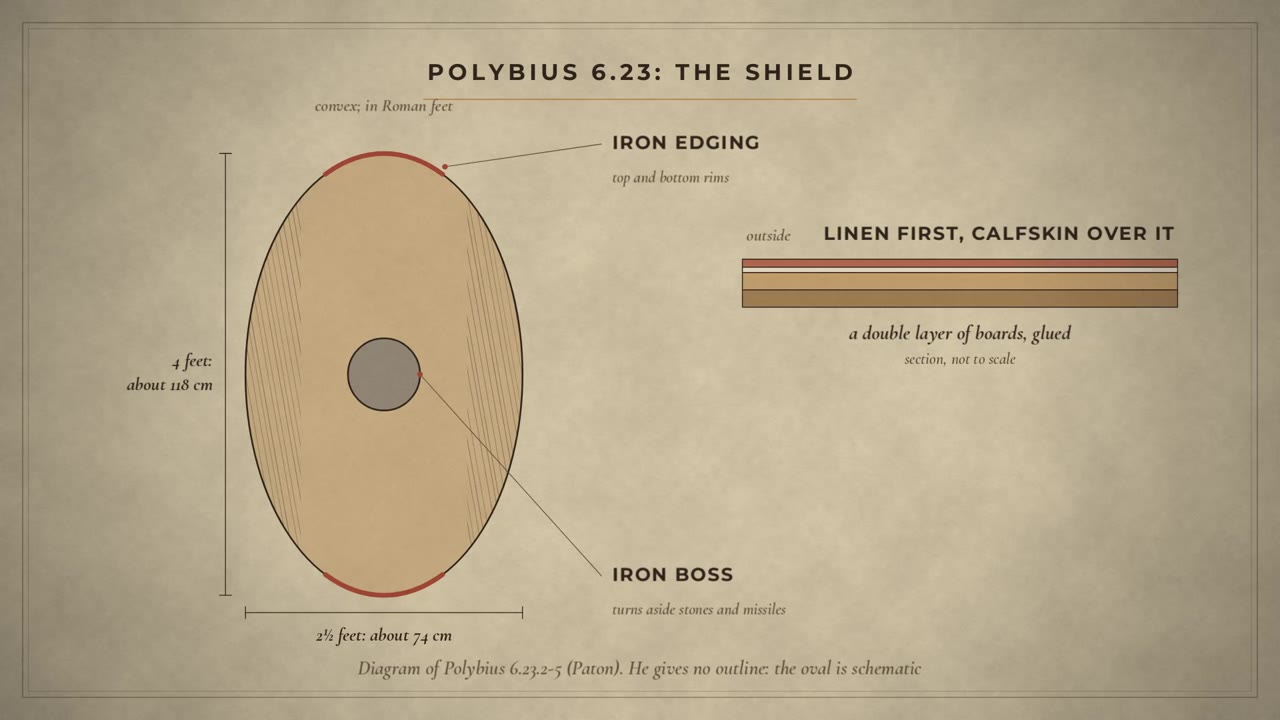 POLYBIUS 6.23: THE SHIELD
convex; in Roman feet
IRON EDGING
top and bottom rims
outside
LINEN FIRST, CALFSKIN OVER IT
a double layer of boards, glued
section, not to scale
4 feet:
about 118 cm
IRON BOSS
turns aside stones and missiles
2½ feet: about 74 cm
Diagram of Polybius 6.23.2-5 (Paton). He gives no outline: the oval is schematic